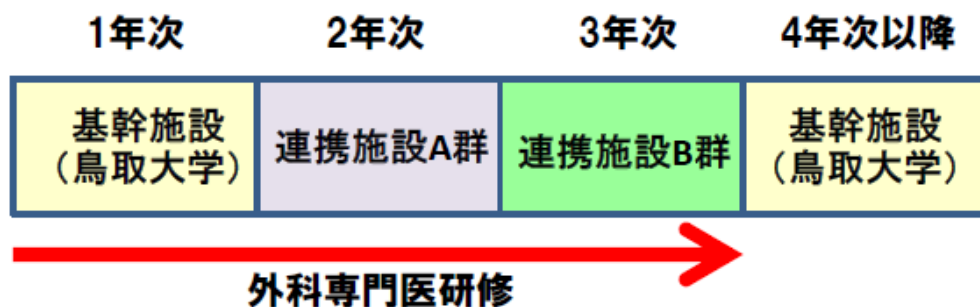 1年次 2年次 3年次 4年次以降
基幹施設
（鳥取大学）
連携施設A群
連携施設B群
基幹施設
（鳥取大学）
外科専門医研修